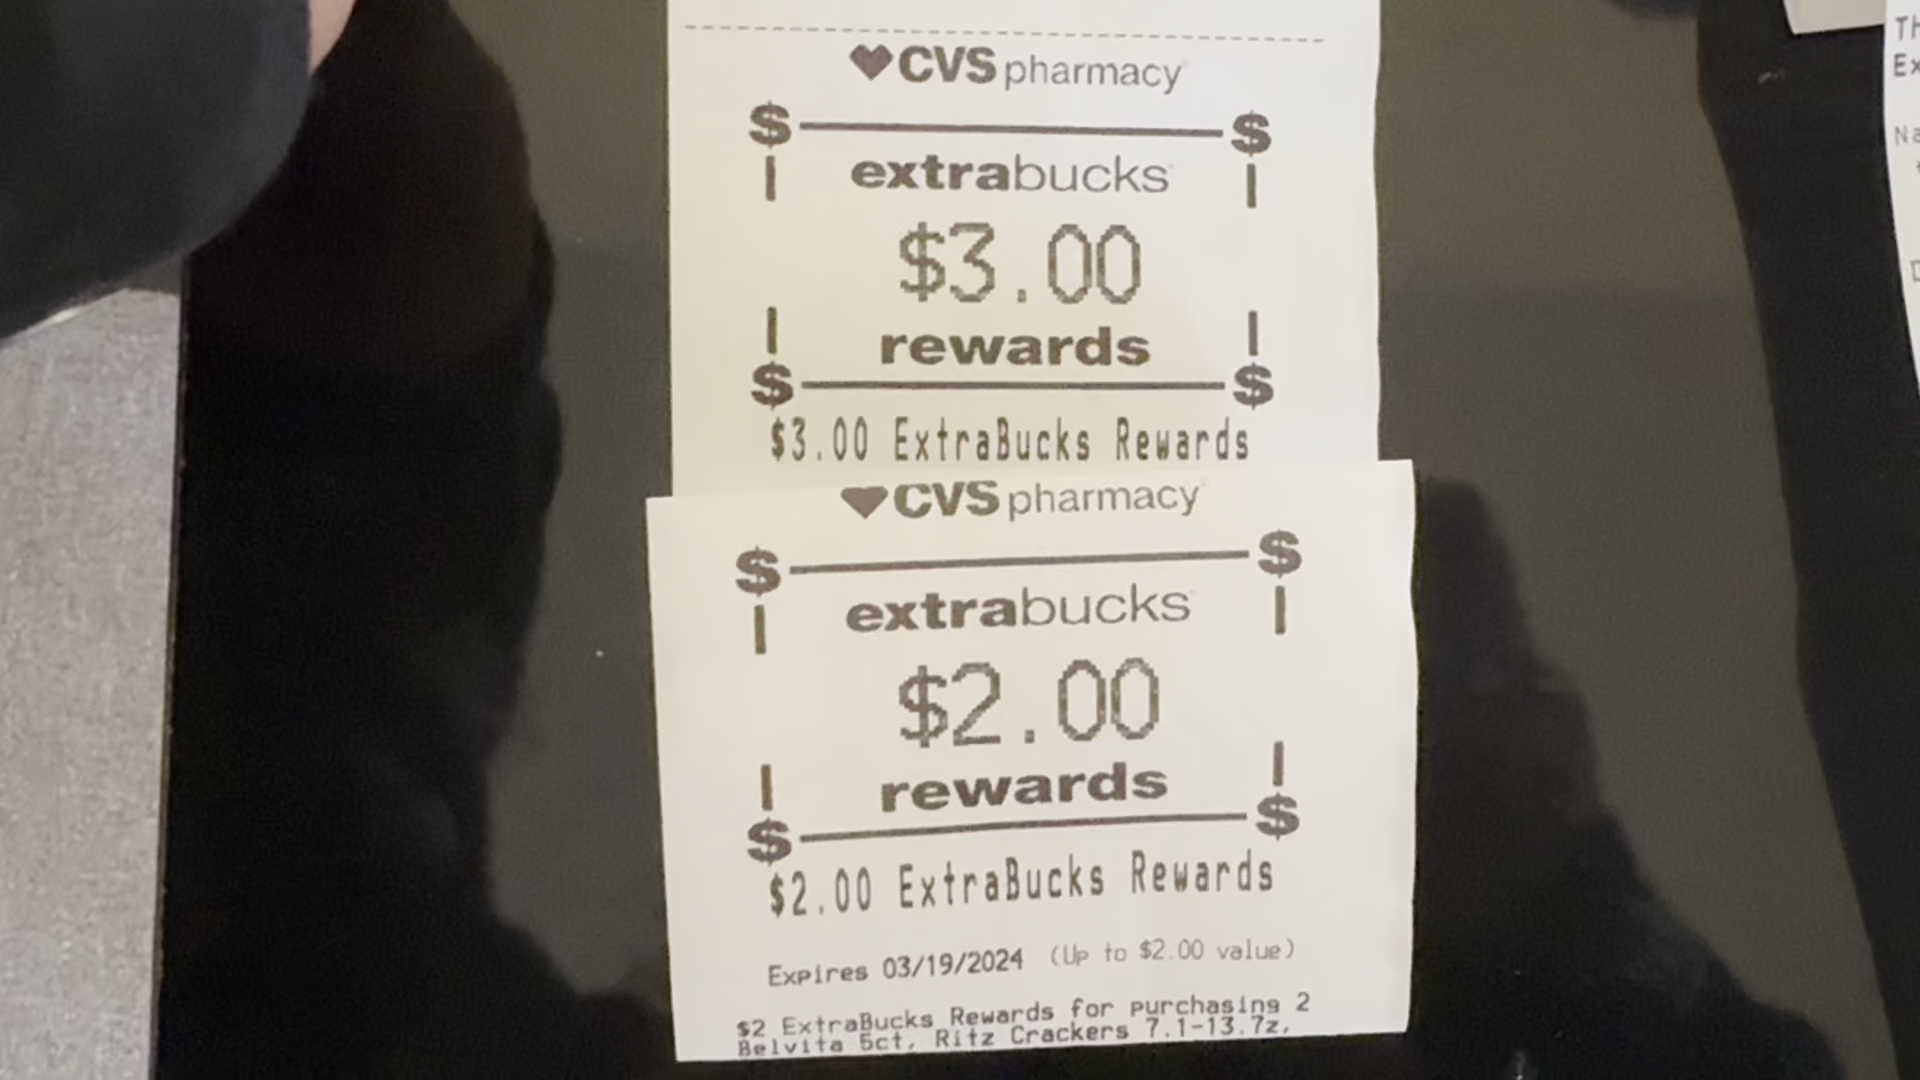 CVS pharmacy
$ $
extrabucks
$3.00
rewards
$ $
$3.00 ExtraBucks Rewards
CVS pharmacy
$ $
extrabucks
$2.00
rewards
$ $
$2.00 ExtraBucks Rewards
Expires 03/19/2024 (Up to $2.00 value)
$2 ExtraBucks Rewards for purchasing 2
Belvita 5ct, Ritz Crackers 7.1-13.7z,